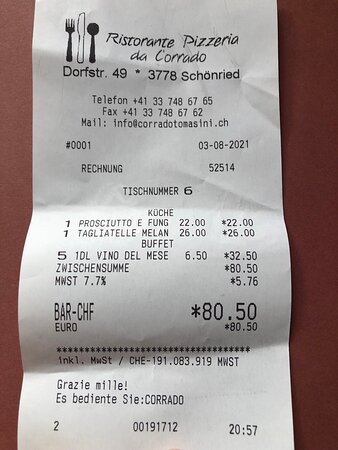 Ristorante Pizzeria
da Corrado
Dorfstr. 49 * 3778 Schönried
Telefon +41 33 748 67 65
Fax +41 33 748 67 62
Mail: info@corradotomasini.ch
#0001 03-08-2021
RECHNUNG 52514
TISCHNUMMER 6
KÜCHE
1 PROSCIUTTO E FUNG 22.00 *22.00
1 TAGLIATELLE MELAN 26.00 *26.00
BUFFET
5 1DL VINO DEL MESE 6.50 *32.50
ZWISCHENSUMME *80.50
MWST 7.7% *5.76
BAR-CHF *80.50
EURO *80.50
************************************
inkl. MwSt / CHE-191.083.919 MWST
Grazie mille!
Es bediente Sie:CORRADO
2 00191712 20:57